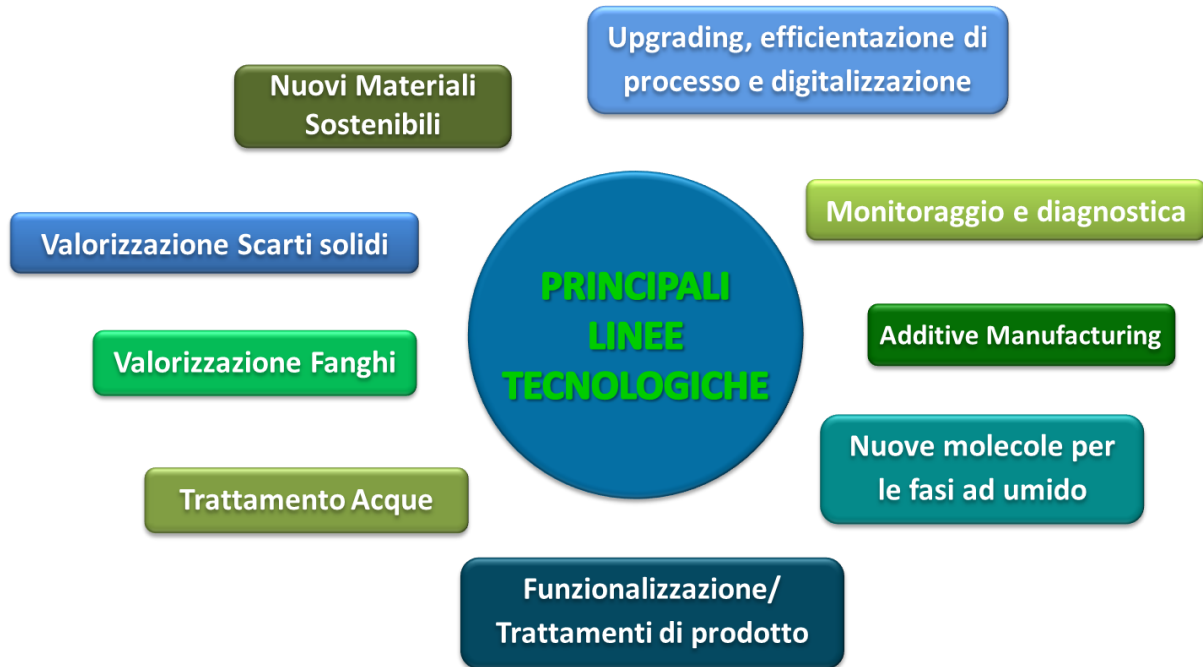 Upgrading, efficientazione di
processo e digitalizzazione
Nuovi Materiali
Sostenibili
Monitoraggio e diagnostica
Valorizzazione Scarti solidi
PRINCIPALI
LINEE
TECNOLOGICHE
Additive Manufacturing
Valorizzazione Fanghi
Nuove molecole per
le fasi ad umido
Trattamento Acque
Funzionalizzazione/
Trattamenti di prodotto